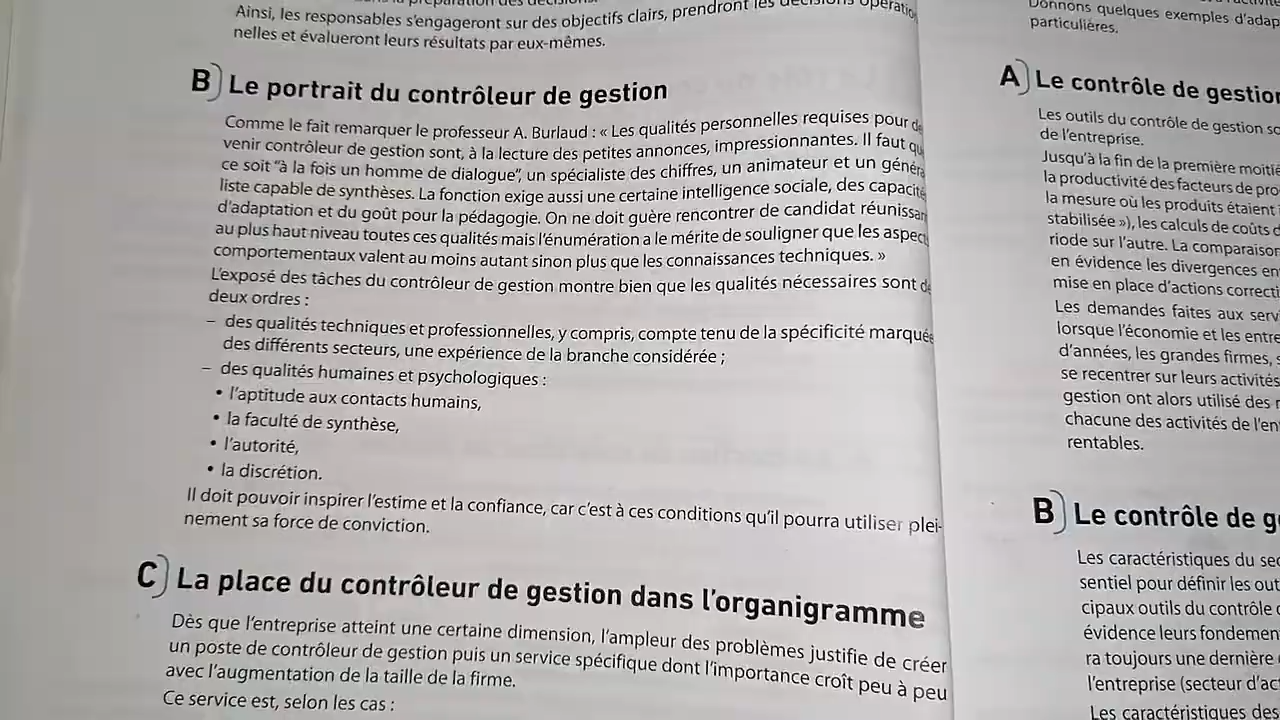 Ainsi, les responsables s'engageront sur des objectifs clairs, prendront les décisions
nelles et évalueront leurs résultats par eux-mêmes.
B) Le portrait du contrôleur de gestion
Comme le fait remarquer le professeur A. Burlaud : « Les qualités personnelles requises pour
venir contrôleur de gestion sont, à la lecture des petites annonces, impressionnantes. Il faut
ce soit "à la fois un homme de dialogue", un spécialiste des chiffres, un animateur et un
liste capable de synthèses. La fonction exige aussi une certaine intelligence sociale, des
d'adaptation et du goût pour la pédagogie. On ne doit guère rencontrer de candidat
au plus haut niveau toutes ces qualités mais l'énumération a le mérite de souligner que les
comportementaux valent au moins autant sinon plus que les connaissances techniques. »
L'exposé des tâches du contrôleur de gestion montre bien que les qualités nécessaires sont
deux ordres :
– des qualités techniques et professionnelles, y compris, compte tenu de la spécificité
des différents secteurs, une expérience de la branche considérée ;
– des qualités humaines et psychologiques :
• l'aptitude aux contacts humains,
• la faculté de synthèse,
• l'autorité,
• la discrétion.
Il doit pouvoir inspirer l'estime et la confiance, car c'est à ces conditions qu'il pourra utiliser plei-
nement sa force de conviction.
C) La place du contrôleur de gestion dans l'organigramme
Dès que l'entreprise atteint une certaine dimension, l'ampleur des problèmes justifie de créer
un poste de contrôleur de gestion puis un service spécifique dont l'importance croît peu à peu
avec l'augmentation de la taille de la firme.
Ce service est, selon les cas :
Donnons quelques exemples
particulières.
A) Le contrôle de
Les outils du contrôle de gestion
de l'entreprise.
Jusqu'à la fin de la première
la productivité des facteurs de
la mesure où les produits étaient
stabilisée »), les calculs de coûts
riode sur l'autre. La
en évidence les divergences
mise en place d'actions
Les demandes faites aux
lorsque l'économie et les
d'années, les grandes firmes,
se recentrer sur leurs activités
gestion ont alors utilisé des
chacune des activités de
rentables.
B) Le contrôle de
Les caractéristiques du
sentiel pour définir les
cipaux outils du contrôle
évidence leurs
ra toujours une dernière
l'entreprise (secteur
Les caractéristiques des